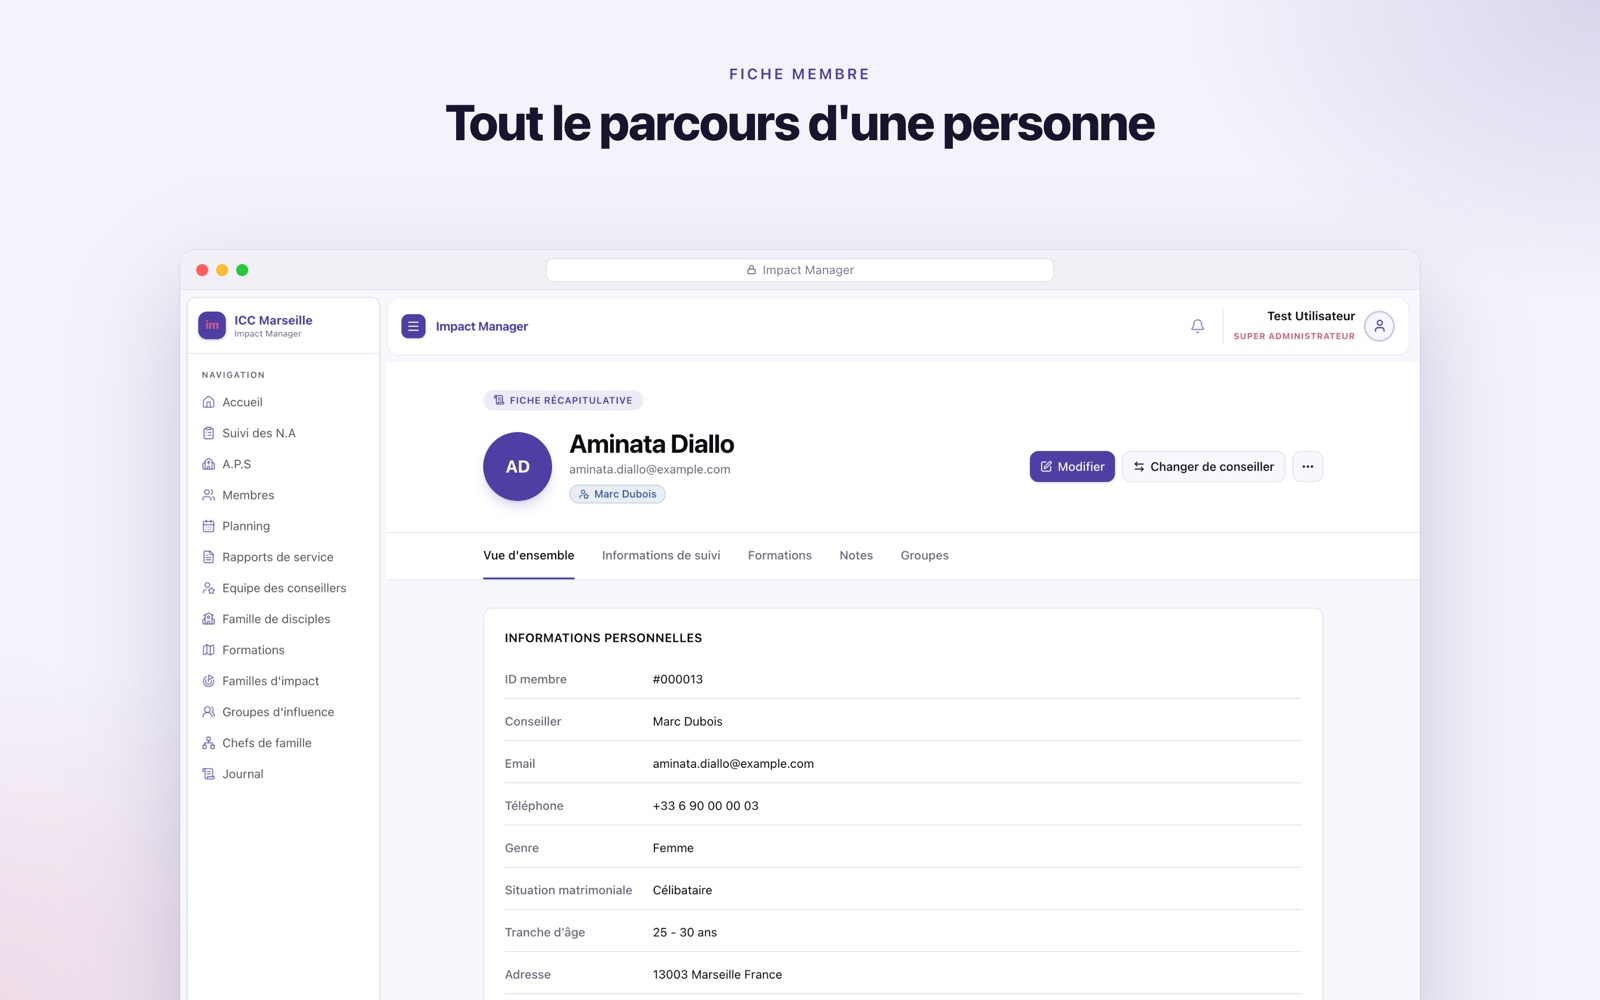 FICHE MEMBRE
Tout le parcours d'une personne
Impact Manager
im
ICC Marseille
Impact Manager
Impact Manager
Test Utilisateur
SUPER ADMINISTRATEUR
NAVIGATION
Accueil
Suivi des N.A
A.P.S
Membres
Planning
Rapports de service
Equipe des conseillers
Famille de disciples
Formations
Familles d'impact
Groupes d'influence
Chefs de famille
Journal
FICHE RÉCAPITULATIVE
AD
Aminata Diallo
aminata.diallo@example.com
Marc Dubois
Modifier
Changer de conseiller
Vue d'ensemble
Informations de suivi
Formations
Notes
Groupes
INFORMATIONS PERSONNELLES
ID membre #000013
Conseiller Marc Dubois
Email aminata.diallo@example.com
Téléphone +33 6 90 00 00 03
Genre Femme
Situation matrimoniale Célibataire
Tranche d'âge 25 - 30 ans
Adresse 13003 Marseille France